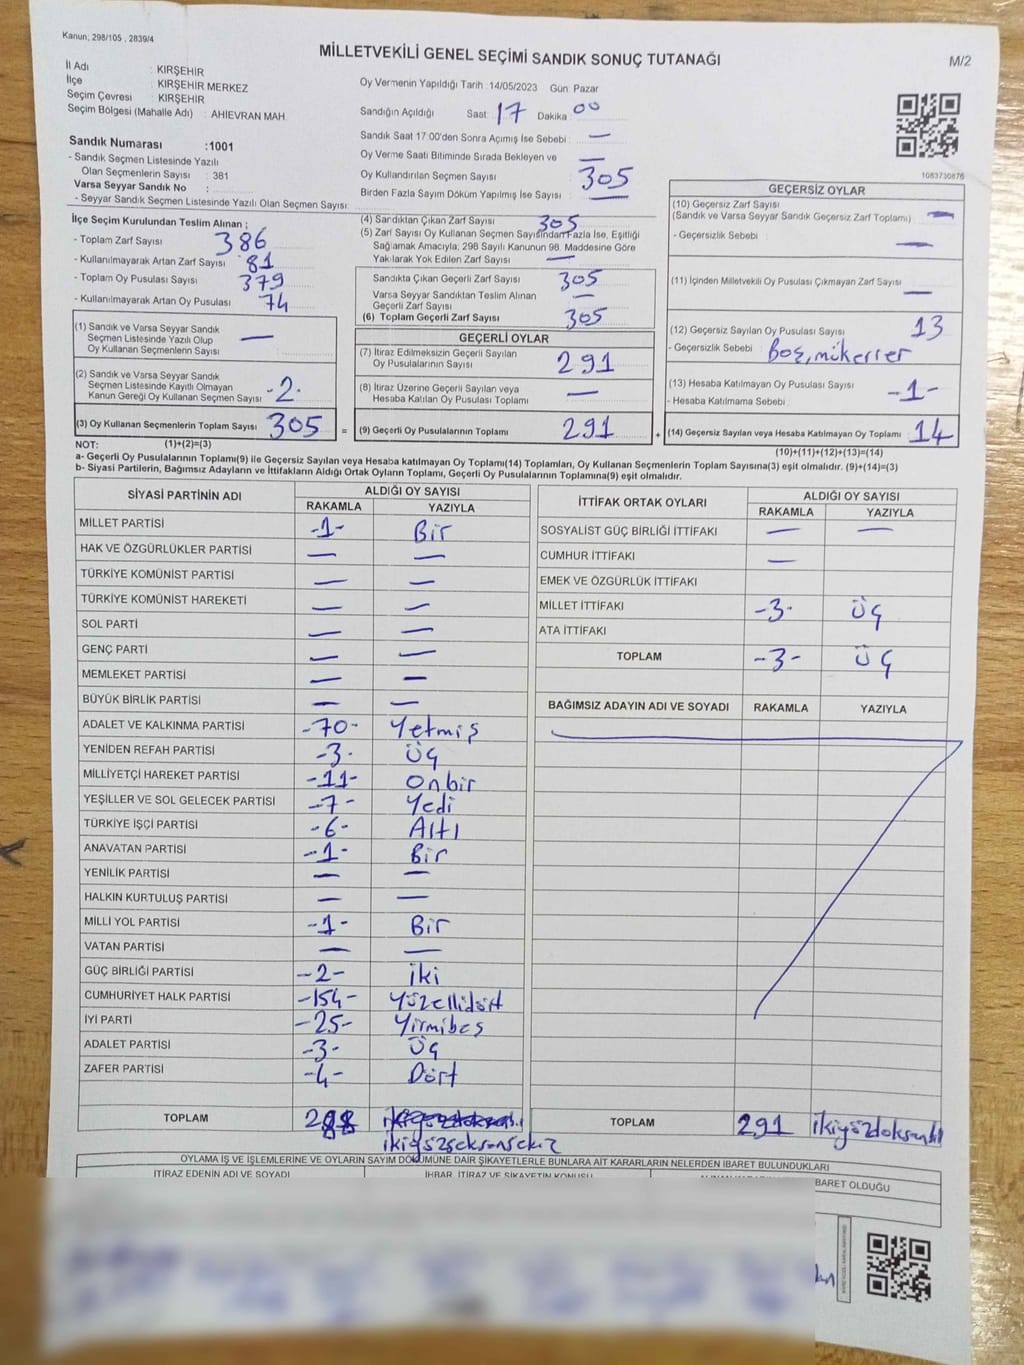 Kanun; 298/105 , 2839/4
MİLLETVEKİLİ GENEL SEÇİMİ SANDIK SONUÇ TUTANAĞI
M/2
İl Adı : KIRŞEHİR
İlçe : KIRŞEHİR MERKEZ
Seçim Çevresi : KIRŞEHİR
Seçim Bölgesi (Mahalle Adı) : AHİEVRAN MAH.
Sandık Numarası :1001
- Sandık Seçmen Listesinde Yazılı
Olan Seçmenlerin Sayısı : 381
Varsa Seyyar Sandık No :
- Seyyar Sandık Seçmen Listesinde Yazılı Olan Seçmen Sayısı:
Oy Vermenin Yapıldığı Tarih :14/05/2023 Gün: Pazar
Sandığın Açıldığı Saat: 17 Dakika: 00
Sandık Saat 17:00'den Sonra Açımış İse Sebebi : —
Oy Verme Saati Bitiminde Sırada Bekleyen ve —
Oy Kullandırılan Seçmen Sayısı 305
Birden Fazla Sayım Döküm Yapılmış İse Sayısı : —
1083730876
İlçe Seçim Kurulundan Teslim Alınan ;
- Toplam Zarf Sayısı 386
- Kullanılmayarak Artan Zarf Sayısı 81
- Toplam Oy Pusulası Sayısı 379
- Kullanılmayarak Artan Oy Pusulası 74
(1) Sandık ve Varsa Seyyar Sandık
Seçmen Listesinde Yazılı Olup
Oy Kullanan Seçmenlerin Sayısı —
(2) Sandık ve Varsa Seyyar Sandık
Seçmen Listesinde Kayıtlı Olmayan
Kanun Gereği Oy Kullanan Seçmen Sayısı -2-
(3) Oy Kullanan Seçmenlerin Toplam Sayısı 305 =
(4) Sandıktan Çıkan Zarf Sayısı 305
(5) Zarf Sayısı Oy Kullanan Seçmen Sayısından Fazla İse, Eşitliği
Sağlamak Amacıyla; 298 Sayılı Kanunun 98. Maddesine Göre
Yakılarak Yok Edilen Zarf Sayısı —
Sandıkta Çıkan Geçerli Zarf Sayısı 305
Varsa Seyyar Sandıktan Teslim Alınan
Geçerli Zarf Sayısı —
(6) Toplam Geçerli Zarf Sayısı 305
GEÇERLİ OYLAR
(7) İtiraz Edilmeksizin Geçerli Sayılan
Oy Pusulalarının Sayısı 291
(8) İtiraz Üzerine Geçerli Sayılan veya
Hesaba Katılan Oy Pusulası Toplamı —
(9) Geçerli Oy Pusulalarının Toplamı 291 +
GEÇERSİZ OYLAR
(10) Geçersiz Zarf Sayısı
(Sandık ve Varsa Seyyar Sandık Geçersiz Zarf Toplamı) —
- Geçersizlik Sebebi : —
(11) İçinden Milletvekili Oy Pusulası Çıkmayan Zarf Sayısı —
(12) Geçersiz Sayılan Oy Pusulası Sayısı 13
- Geçersizlik Sebebi : Boş, mükerrer
(13) Hesaba Katılmayan Oy Pusulası Sayısı -1-
- Hesaba Katılmama Sebebi :
(14) Geçersiz Sayılan veya Hesaba Katılmayan Oy Toplamı 14
NOT: (1)+(2)=(3)
(10)+(11)+(12)+(13)=(14)
a- Geçerli Oy Pusulası Toplamı(9) ile Geçersiz Sayılan veya Hesaba katılmayan Oy Toplamı(14) Toplamları, Oy Kullanan Seçmenlerin Toplam Sayısına(3) eşit olmalıdır. (9)+(14)=(3)
b- Siyasi Partilerin, Bağımsız Adayların ve İttifakların Aldığı Ortak Oyların Toplamı, Geçerli Oy Pusulalarının Toplamına(9) eşit olmalıdır.
SİYASİ PARTİNİN ADI ALDIĞI OY SAYISI
RAKAMLA YAZIYLA
MİLLET PARTİSİ -1- Bir
HAK VE ÖZGÜRLÜKLER PARTİSİ — —
TÜRKİYE KOMÜNİST PARTİSİ — —
TÜRKİYE KOMÜNİST HAREKETİ — —
SOL PARTİ — —
GENÇ PARTİ — —
MEMLEKET PARTİSİ — —
BÜYÜK BİRLİK PARTİSİ — —
ADALET VE KALKINMA PARTİSİ -70- Yetmiş
YENİDEN REFAH PARTİSİ -3- Üç
MİLLİYETÇİ HAREKET PARTİSİ -11- Onbir
YEŞİLLER VE SOL GELECEK PARTİSİ -7- Yedi
TÜRKİYE İŞÇİ PARTİSİ -6- Altı
ANAVATAN PARTİSİ -1- Bir
YENİLİK PARTİSİ — —
HALKIN KURTULUŞ PARTİSİ — —
MİLLİ YOL PARTİSİ -1- Bir
VATAN PARTİSİ — —
GÜÇ BİRLİĞİ PARTİSİ -2- iki
CUMHURİYET HALK PARTİSİ -154- Yüzellidört
İYİ PARTİ -25- Yirmibeş
ADALET PARTİSİ -3- Üç
ZAFER PARTİSİ -4- Dört
TOPLAM 288
ikiyüzseksensekiz
İTTİFAK ORTAK OYLARI ALDIĞI OY SAYISI
RAKAMLA YAZIYLA
SOSYALİST GÜÇ BİRLİĞİ İTTİFAKI — —
CUMHUR İTTİFAKI —
EMEK VE ÖZGÜRLÜK İTTİFAKI
MİLLET İTTİFAKI -3- Üç
ATA İTTİFAKI
TOPLAM -3- Üç
BAĞIMSIZ ADAYIN ADI VE SOYADI RAKAMLA YAZIYLA
TOPLAM 291 ikiyüzdoksanbir
OYLAMA İŞ VE İŞLEMLERİNE VE OYLARIN SAYIM DÖKÜMÜNE DAİR ŞİKAYETLERLE BUNLARA AİT KARARLARIN NELERDEN İBARET BULUNDUKLARI
İTİRAZ EDENİN ADI VE SOYADI İHBAR, İTİRAZ VE ŞİKAYETİN KONUSU
İBARET OLDUĞU